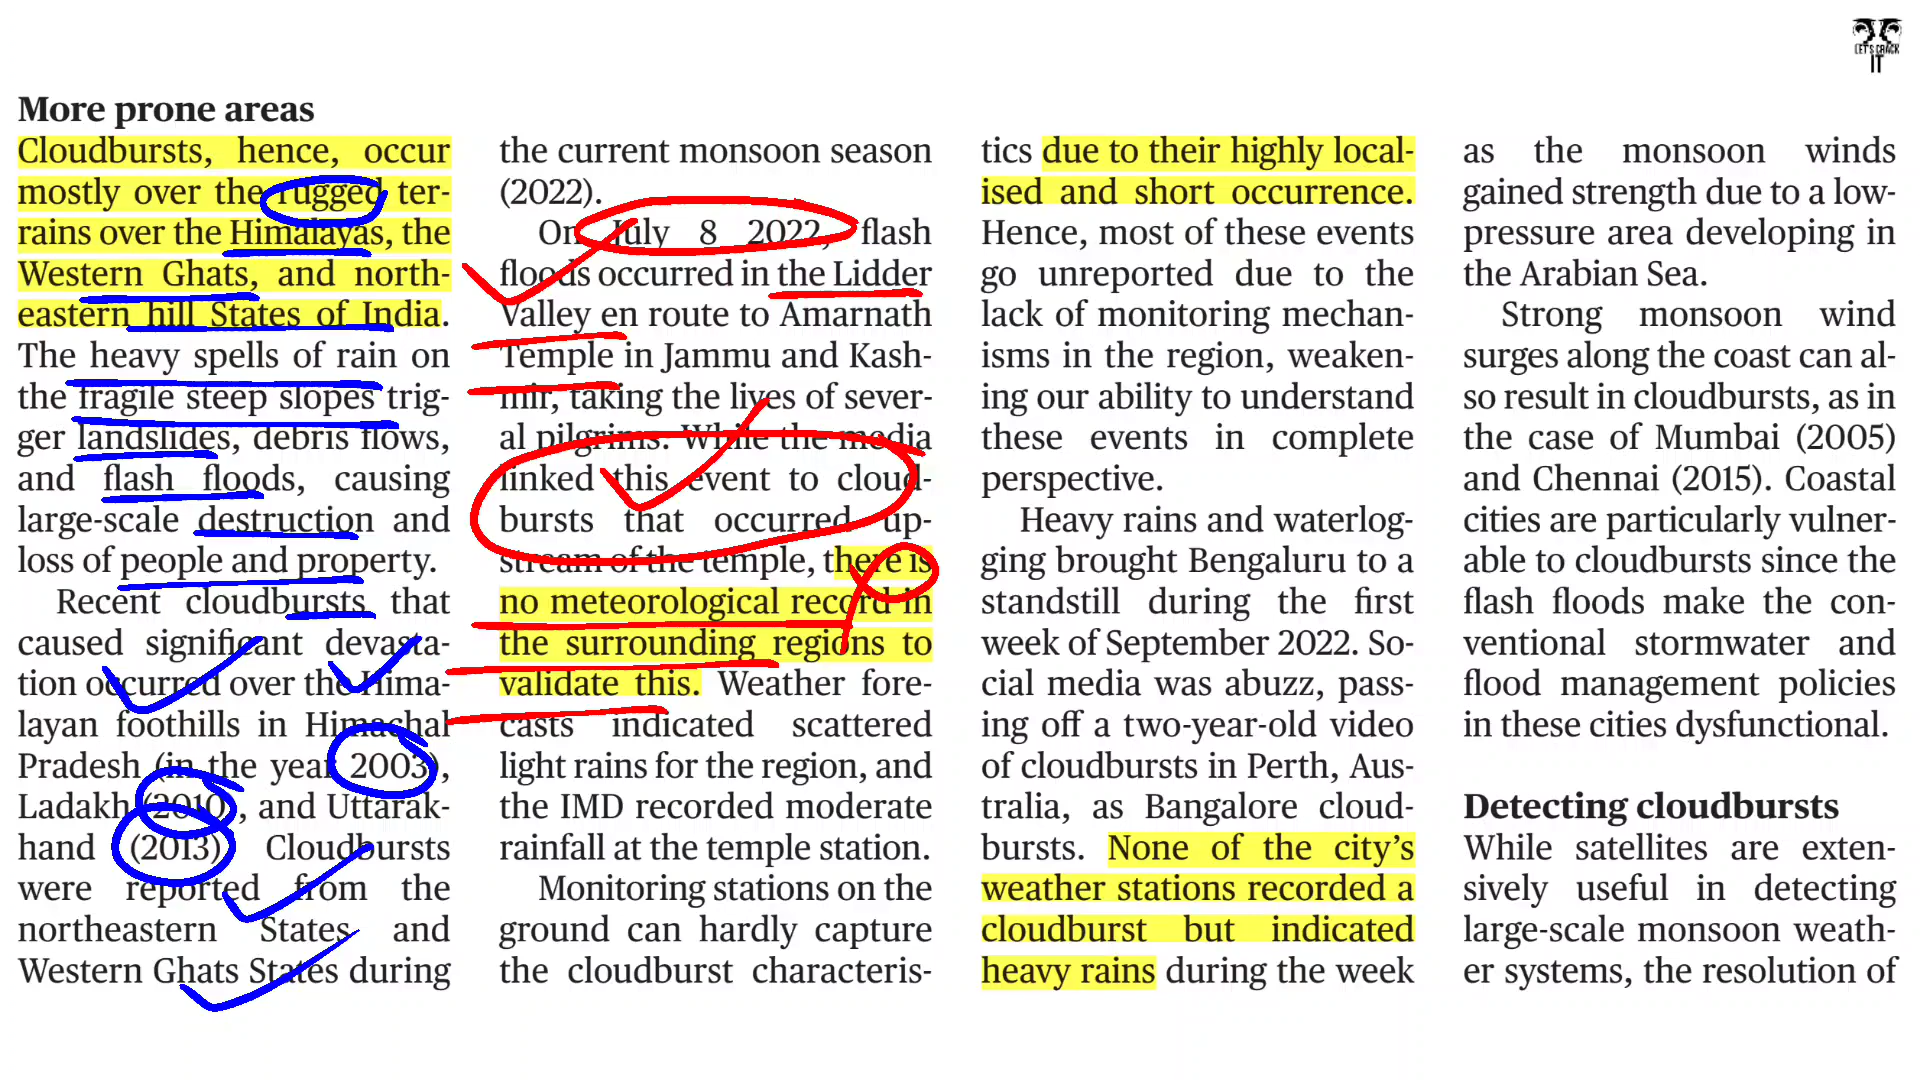 LET'S CRACK
IT
More prone areas
Cloudbursts, hence, occur
mostly over the rugged ter-
rains over the Himalayas, the
Western Ghats, and north-
eastern hill States of India.
The heavy spells of rain on
the fragile steep slopes trig-
ger landslides, debris flows,
and flash floods, causing
large-scale destruction and
loss of people and property.
Recent cloudbursts that
caused significant devasta-
tion occurred over the Hima-
layan foothills in Himachal
Pradesh (in the year 2003),
Ladakh (2010), and Uttarak-
hand (2013). Cloudbursts
were reported from the
northeastern States and
Western Ghats States during
the current monsoon season
(2022).
On July 8 2022, flash
floods occurred in the Lidder
Valley en route to Amarnath
Temple in Jammu and Kash-
mir, taking the lives of sever-
al pilgrims. While the media
linked this event to cloud-
bursts that occurred up-
stream of the temple, there is
no meteorological record in
the surrounding regions to
validate this. Weather fore-
casts indicated scattered
light rains for the region, and
the IMD recorded moderate
rainfall at the temple station.
Monitoring stations on the
ground can hardly capture
the cloudburst characteris-
tics due to their highly local-
ised and short occurrence.
Hence, most of these events
go unreported due to the
lack of monitoring mechan-
isms in the region, weaken-
ing our ability to understand
these events in complete
perspective.
Heavy rains and waterlog-
ging brought Bengaluru to a
standstill during the first
week of September 2022. So-
cial media was abuzz, pass-
ing off a two-year-old video
of cloudbursts in Perth, Aus-
tralia, as Bangalore cloud-
bursts. None of the city's
weather stations recorded a
cloudburst but indicated
heavy rains during the week
as the monsoon winds
gained strength due to a low-
pressure area developing in
the Arabian Sea.
Strong monsoon wind
surges along the coast can al-
so result in cloudbursts, as in
the case of Mumbai (2005)
and Chennai (2015). Coastal
cities are particularly vulner-
able to cloudbursts since the
flash floods make the con-
ventional stormwater and
flood management policies
in these cities dysfunctional.
Detecting cloudbursts
While satellites are exten-
sively useful in detecting
large-scale monsoon weath-
er systems, the resolution of